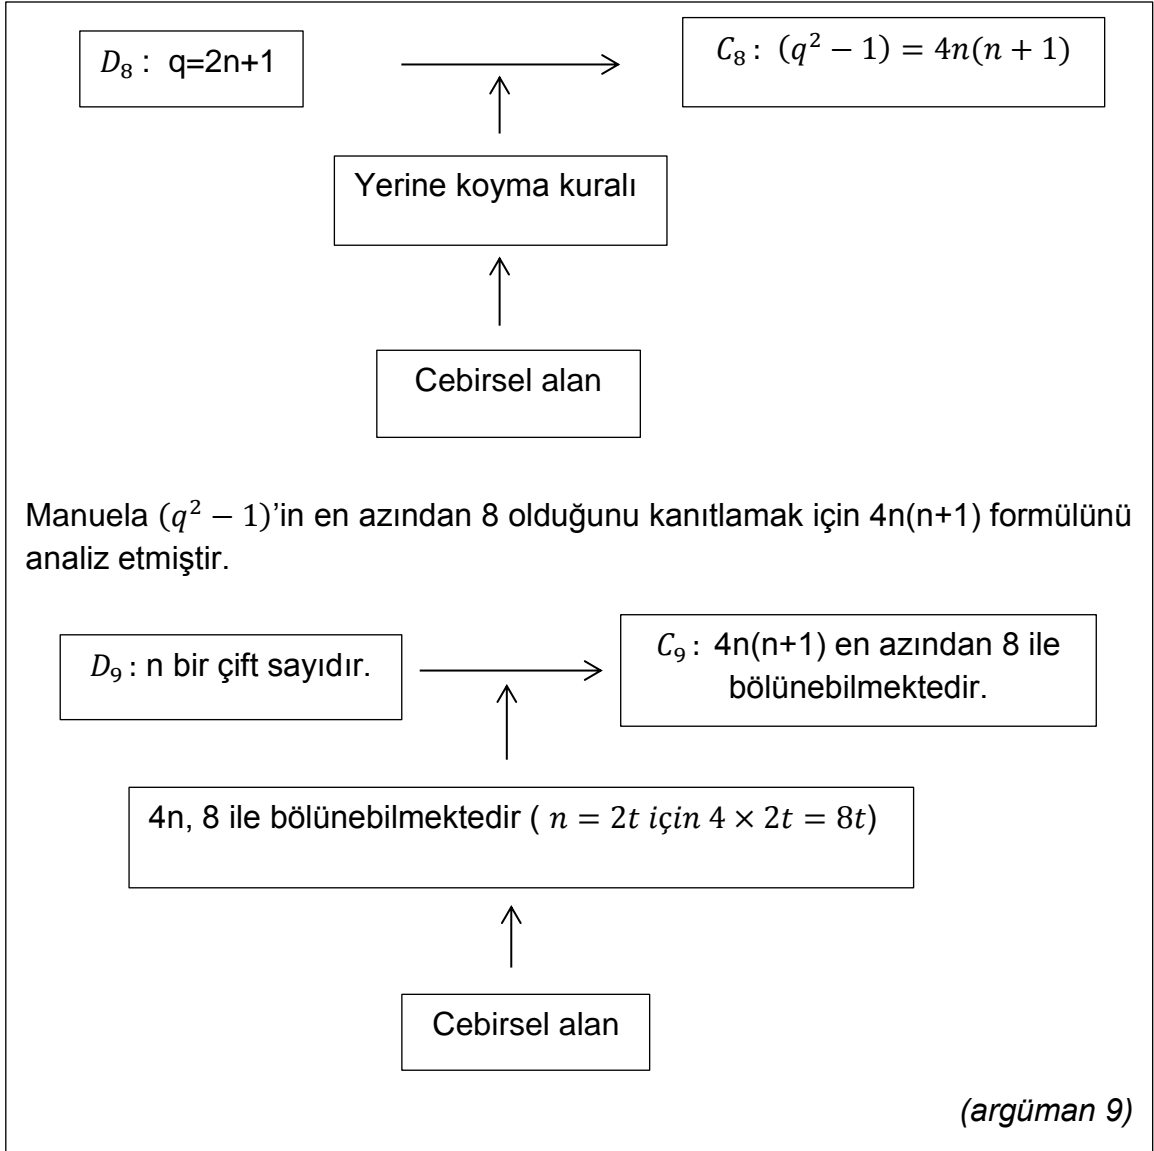 D₈ : q=2n+1
C₈ : (q² − 1) = 4n(n + 1)
Yerine koyma kuralı
Cebirsel alan
Manuela (q² − 1)’in en azından 8 olduğunu kanıtlamak için 4n(n+1) formülünü
analiz etmiştir.
D₉ : n bir çift sayıdır.
C₉ : 4n(n+1) en azından 8 ile
bölünebilmektedir.
4n, 8 ile bölünebilmektedir ( n = 2t için 4 × 2t = 8t)
Cebirsel alan
(argüman 9)